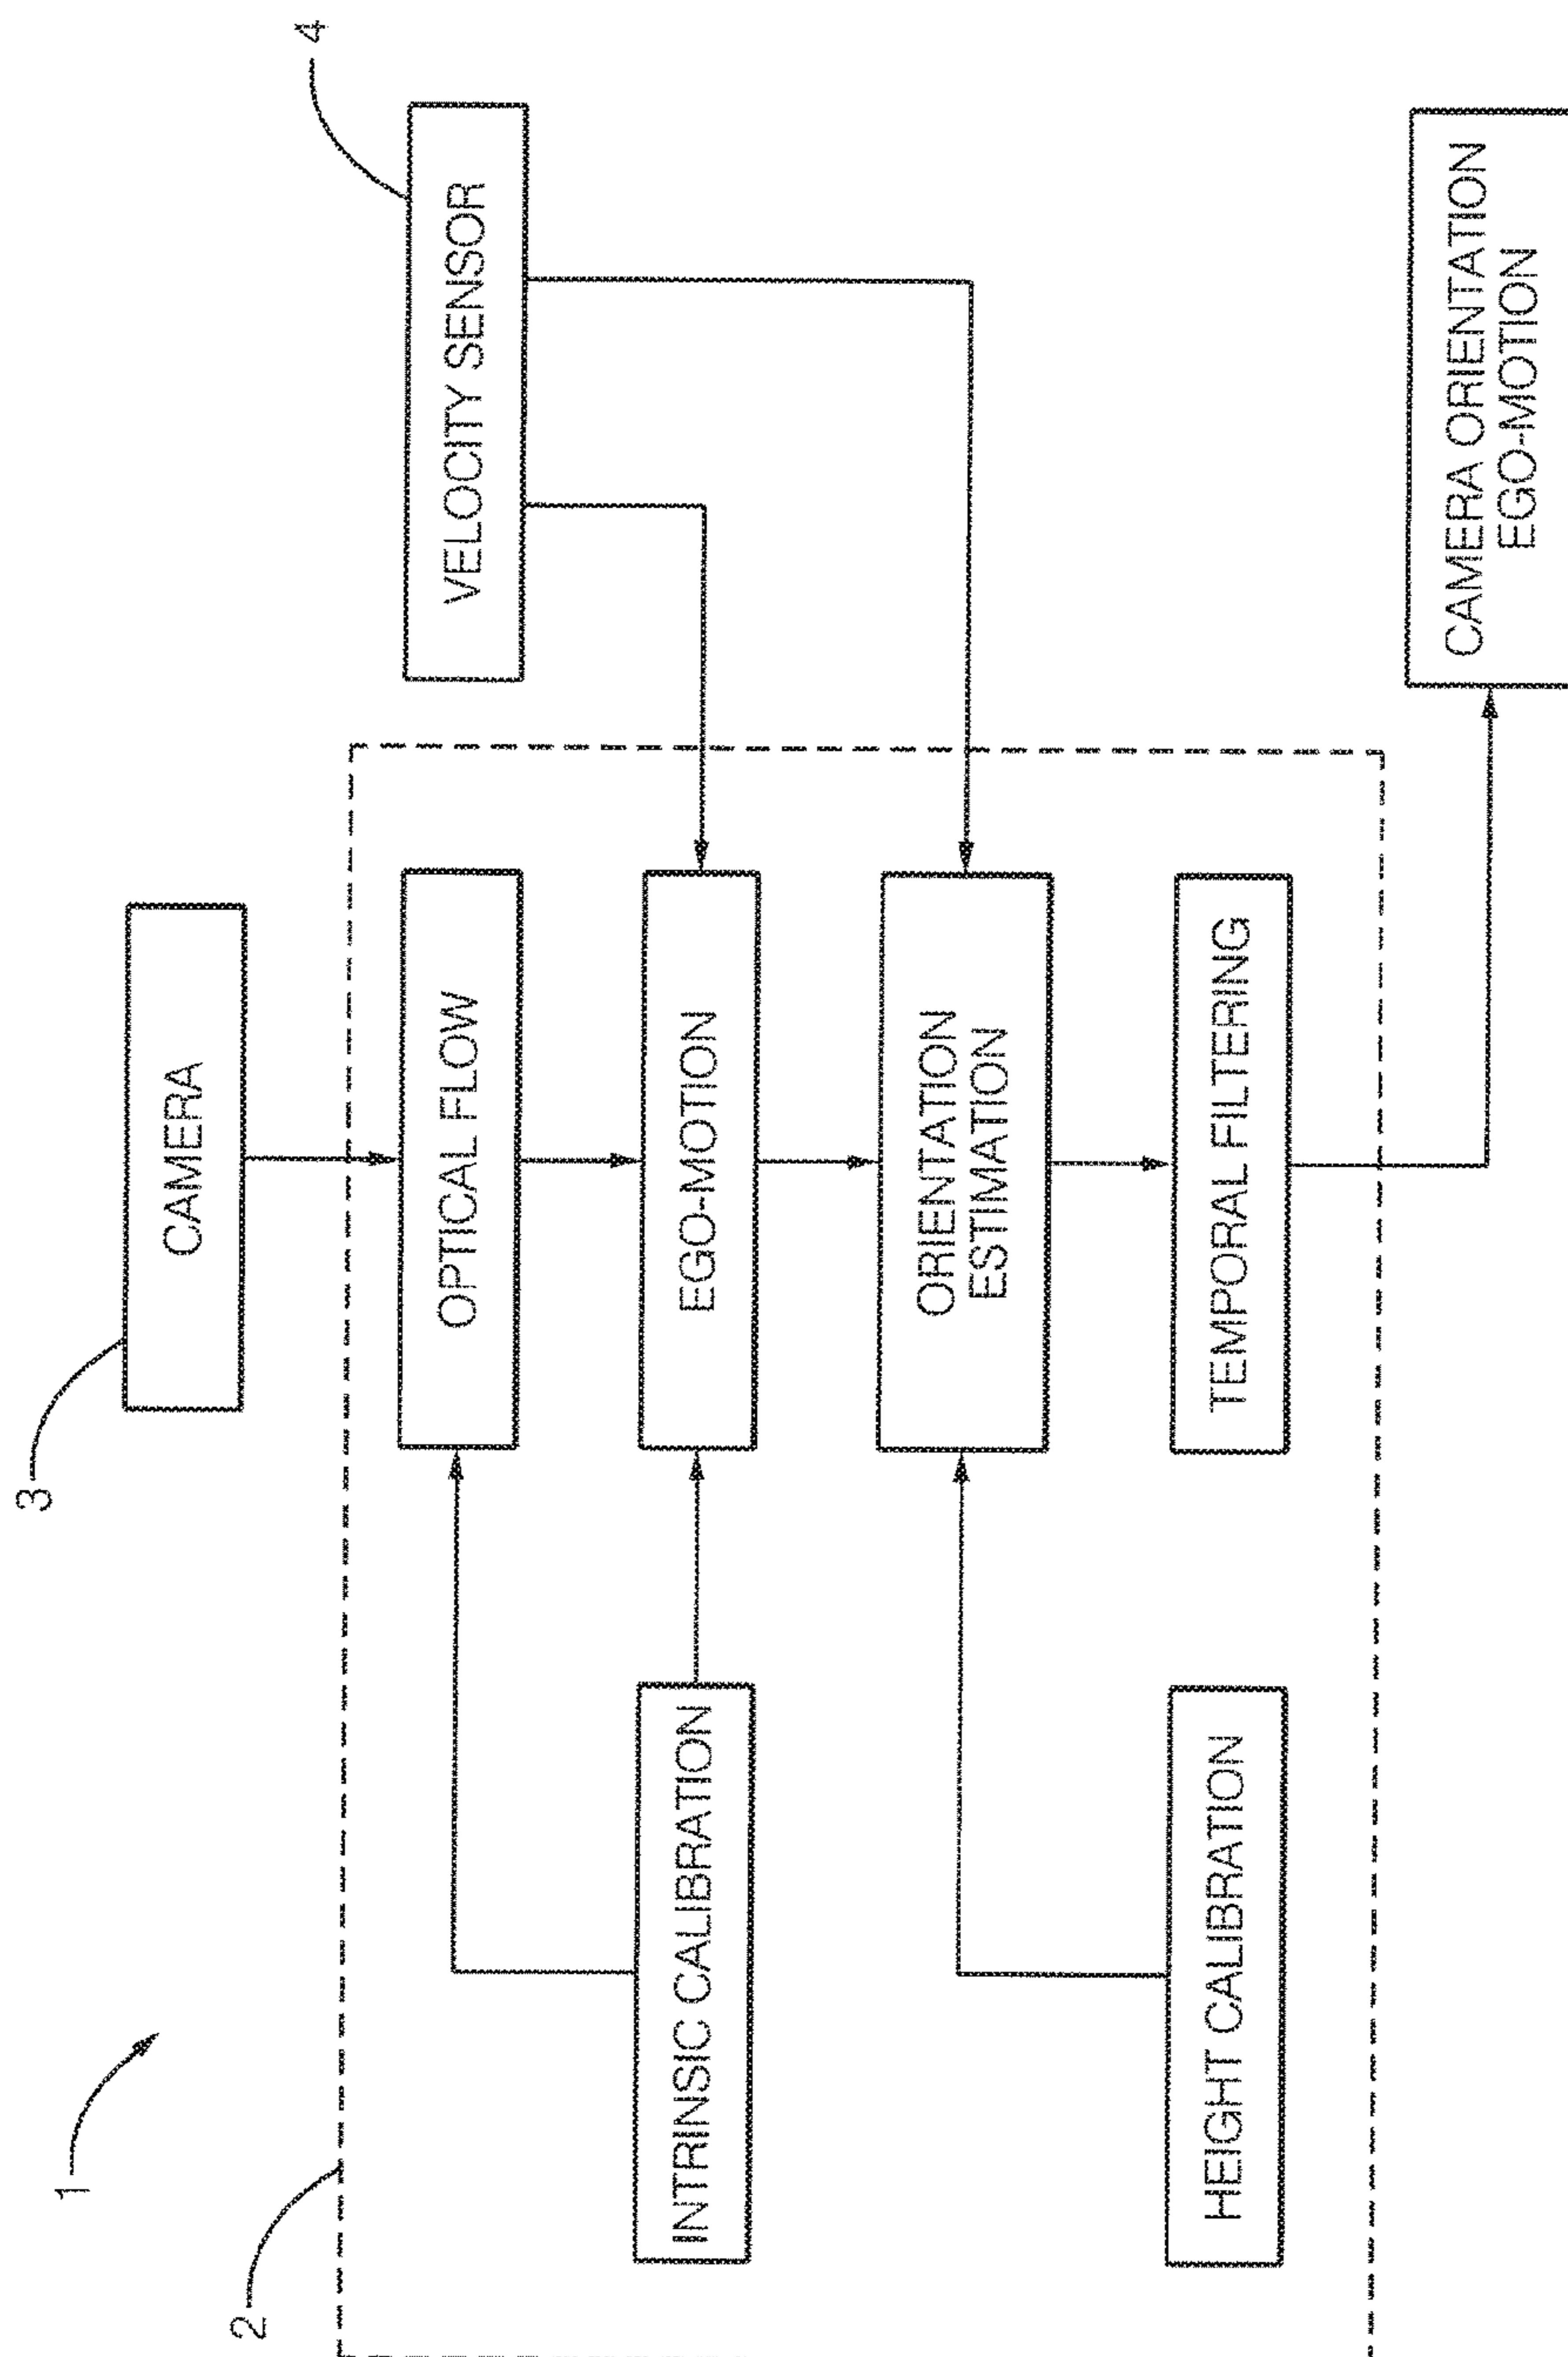 1
2
3
CAMERA
4
VELOCITY SENSOR
OPTICAL FLOW
INTRINSIC CALIBRATION
EGO-MOTION
ORIENTATION
ESTIMATION
HEIGHT CALIBRATION
TEMPORAL FILTERING
CAMERA ORIENTATION
EGO-MOTION